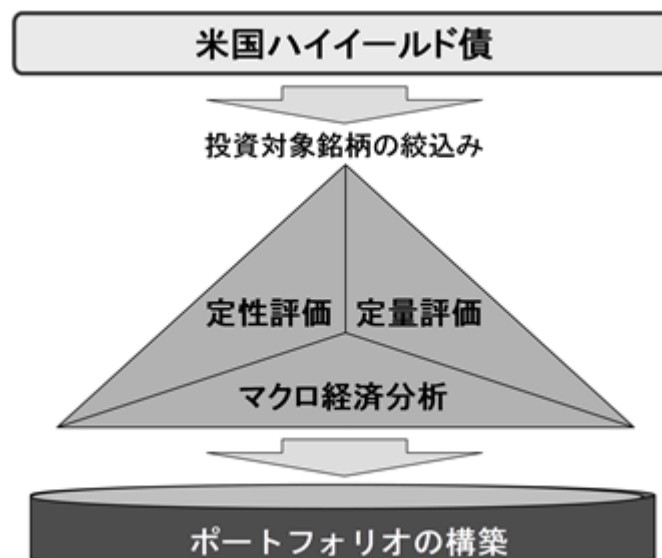 米国ハイイールド債
投資対象銘柄の絞込み
定性評価
定量評価
マクロ経済分析
ポートフォリオの構築